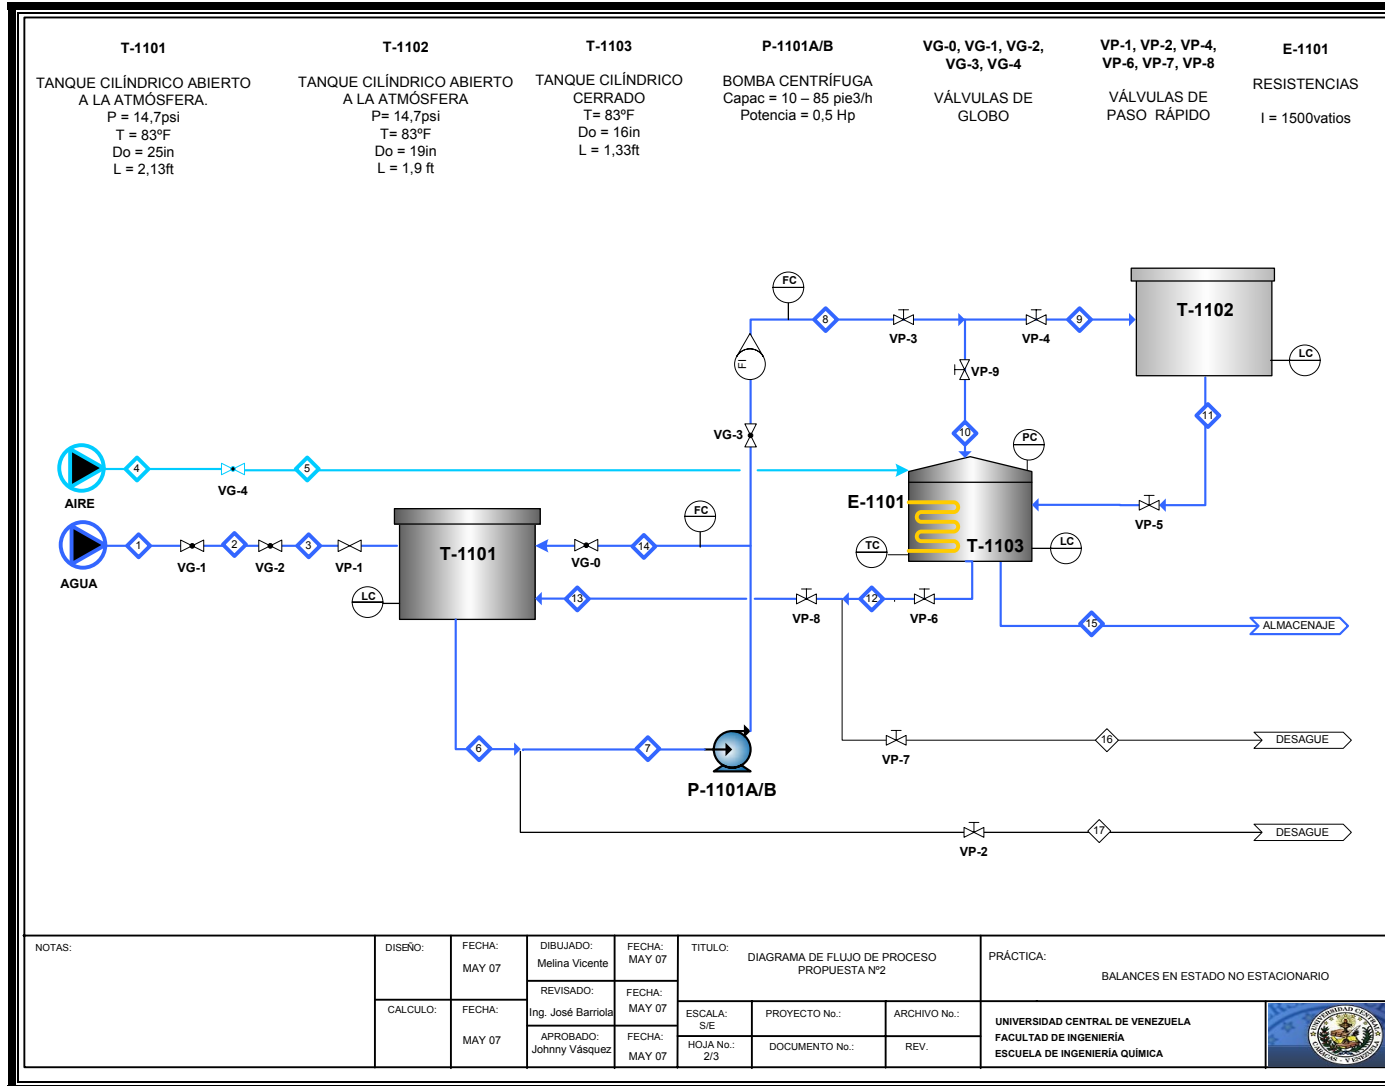 T-1101
TANQUE CILÍNDRICO ABIERTO
A LA ATMÓSFERA.
P = 14,7psi
T = 83ºF
Do = 25in
L = 2,13ft
T-1102
TANQUE CILÍNDRICO ABIERTO
A LA ATMÓSFERA
P= 14,7psi
T= 83ºF
Do = 19in
L = 1,9 ft
T-1103
TANQUE CILÍNDRICO
CERRADO
T= 83ºF
Do = 16in
L = 1,33ft
P-1101A/B
BOMBA CENTRÍFUGA
Capac = 10 – 85 pie3/h
Potencia = 0,5 Hp
VG-0, VG-1, VG-2,
VG-3, VG-4
VÁLVULAS DE
GLOBO
VP-1, VP-2, VP-4,
VP-6, VP-7, VP-8
VÁLVULAS DE
PASO RÁPIDO
E-1101
RESISTENCIAS
I = 1500vatios
FC
8
VP-3
VP-4
9
T-1102
LC
FI
VP-9
11
VG-3
10
PC
4
VG-4
5
AIRE
E-1101
VP-5
FC
1
VG-1
2
VG-2
3
VP-1
T-1101
VG-0
14
TC
T-1103
LC
AGUA
LC
13
VP-8
12
VP-6
15
ALMACENAJE
6
7
P-1101A/B
VP-7
16
DESAGUE
VP-2
17
DESAGUE
NOTAS:
DISEÑO:
FECHA:
MAY 07
CALCULO:
FECHA:
MAY 07
DIBUJADO:
Melina Vicente
FECHA:
MAY 07
REVISADO:
Ing. José Barriola
FECHA:
MAY 07
APROBADO:
Johnny Vásquez
FECHA:
MAY 07
TITULO:
DIAGRAMA DE FLUJO DE PROCESO
PROPUESTA Nº2
ESCALA:
S/E
PROYECTO No.:
ARCHIVO No.:
HOJA No.:
2/3
DOCUMENTO No.:
REV.
PRÁCTICA:
BALANCES EN ESTADO NO ESTACIONARIO
UNIVERSIDAD CENTRAL DE VENEZUELA
FACULTAD DE INGENIERÍA
ESCUELA DE INGENIERÍA QUÍMICA
UNIVERSIDAD CENTRAL
CARACAS - VENEZUELA